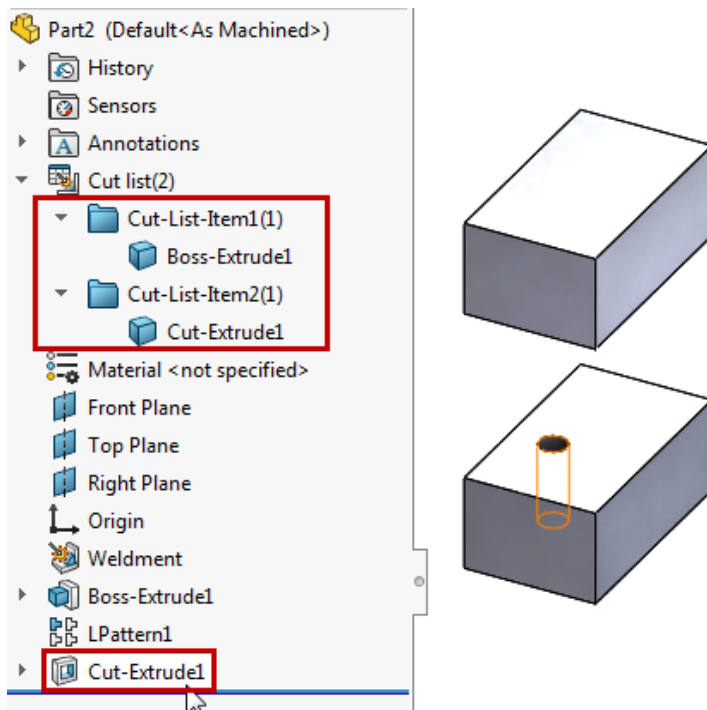 Part2 (Default<As Machined>)
History
Sensors
A Annotations
Cut list(2)
Cut-List-Item1(1)
Boss-Extrude1
Cut-List-Item2(1)
Cut-Extrude1
Material <not specified>
Front Plane
Top Plane
Right Plane
Origin
Weldment
Boss-Extrude1
LPattern1
Cut-Extrude1